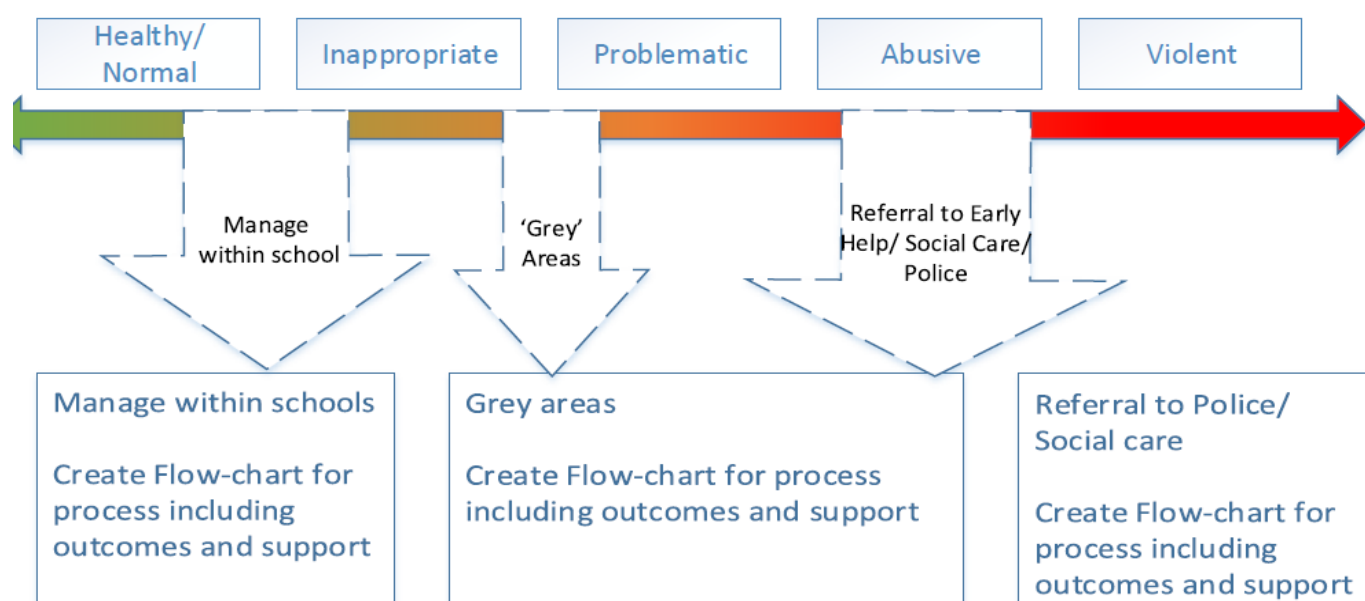 Healthy/
Normal
Inappropriate
Problematic
Abusive
Violent
Manage
within school
‘Grey’
Areas
Referral to Early
Help/ Social Care/
Police
Manage within schools
Create Flow-chart for
process including
outcomes and support
Grey areas
Create Flow-chart for process
including outcomes and support
Referral to Police/
Social care
Create Flow-chart for
process including
outcomes and support